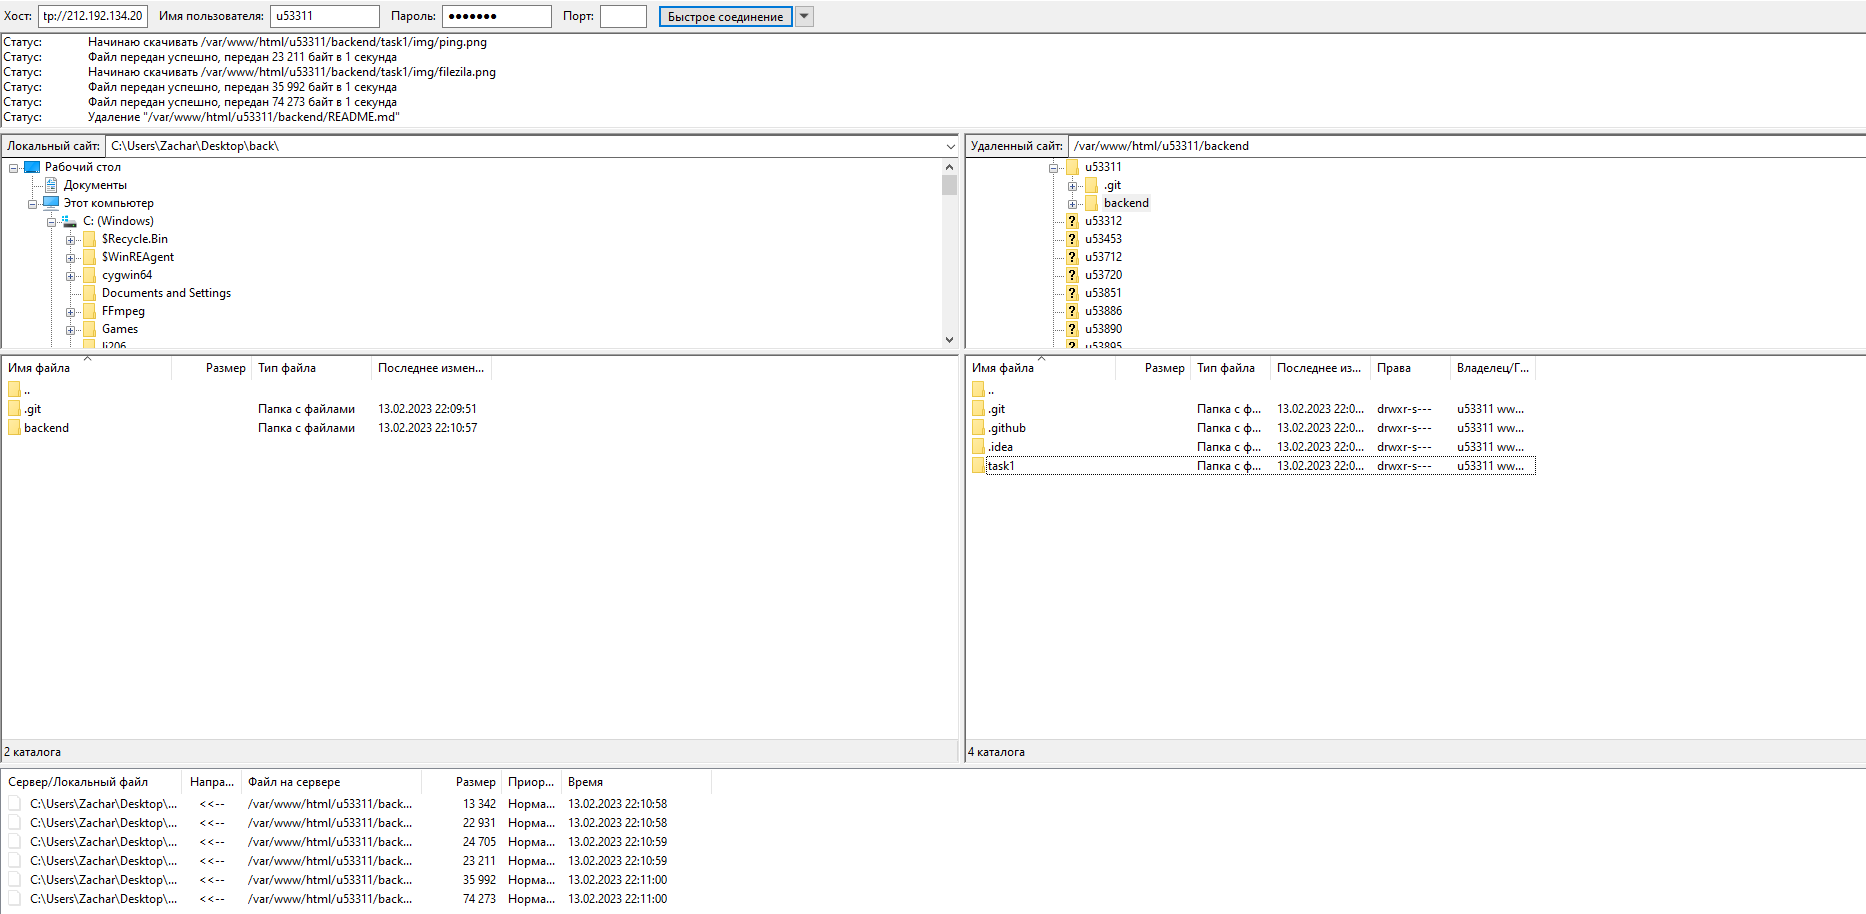 Хост: tp://212.192.134.20 Имя пользователя: u53311 Пароль: ●●●●●●● Порт: Быстрое соединение
Статус: Начинаю скачивать /var/www/html/u53311/backend/task1/img/ping.png
Статус: Файл передан успешно, передан 23 211 байт в 1 секунда
Статус: Начинаю скачивать /var/www/html/u53311/backend/task1/img/filezila.png
Статус: Файл передан успешно, передан 35 992 байт в 1 секунда
Статус: Файл передан успешно, передан 74 273 байт в 1 секунда
Статус: Удаление "/var/www/html/u53311/backend/README.md"
Локальный сайт: C:\Users\Zachar\Desktop\back\
Рабочий стол
Документы
Этот компьютер
C: (Windows)
$Recycle.Bin
$WinREAgent
cygwin64
Documents and Settings
FFmpeg
Games
Имя файла Размер Тип файла Последнее измен...
..
.git Папка с файлами 13.02.2023 22:09:51
backend Папка с файлами 13.02.2023 22:10:57
2 каталога
Удаленный сайт: /var/www/html/u53311/backend
u53311
.git
backend
? u53312
? u53453
? u53712
? u53720
? u53851
? u53886
? u53890
? u53895
Имя файла Размер Тип файла Последнее из... Права Владелец/Г...
..
.git Папка с ф... 13.02.2023 22:0... drwxr-s--- u53311 ww...
.github Папка с ф... 13.02.2023 22:0... drwxr-s--- u53311 ww...
.idea Папка с ф... 13.02.2023 22:0... drwxr-s--- u53311 ww...
task1 Папка с ф... 13.02.2023 22:0... drwxr-s--- u53311 ww...
4 каталога
Сервер/Локальный файл Напра... Файл на сервере Размер Приор... Время
C:\Users\Zachar\Desktop\... <<-- /var/www/html/u53311/back... 13 342 Норма... 13.02.2023 22:10:58
C:\Users\Zachar\Desktop\... <<-- /var/www/html/u53311/back... 22 931 Норма... 13.02.2023 22:10:58
C:\Users\Zachar\Desktop\... <<-- /var/www/html/u53311/back... 24 705 Норма... 13.02.2023 22:10:59
C:\Users\Zachar\Desktop\... <<-- /var/www/html/u53311/back... 23 211 Норма... 13.02.2023 22:10:59
C:\Users\Zachar\Desktop\... <<-- /var/www/html/u53311/back... 35 992 Норма... 13.02.2023 22:11:00
C:\Users\Zachar\Desktop\... <<-- /var/www/html/u53311/back... 74 273 Норма... 13.02.2023 22:11:00